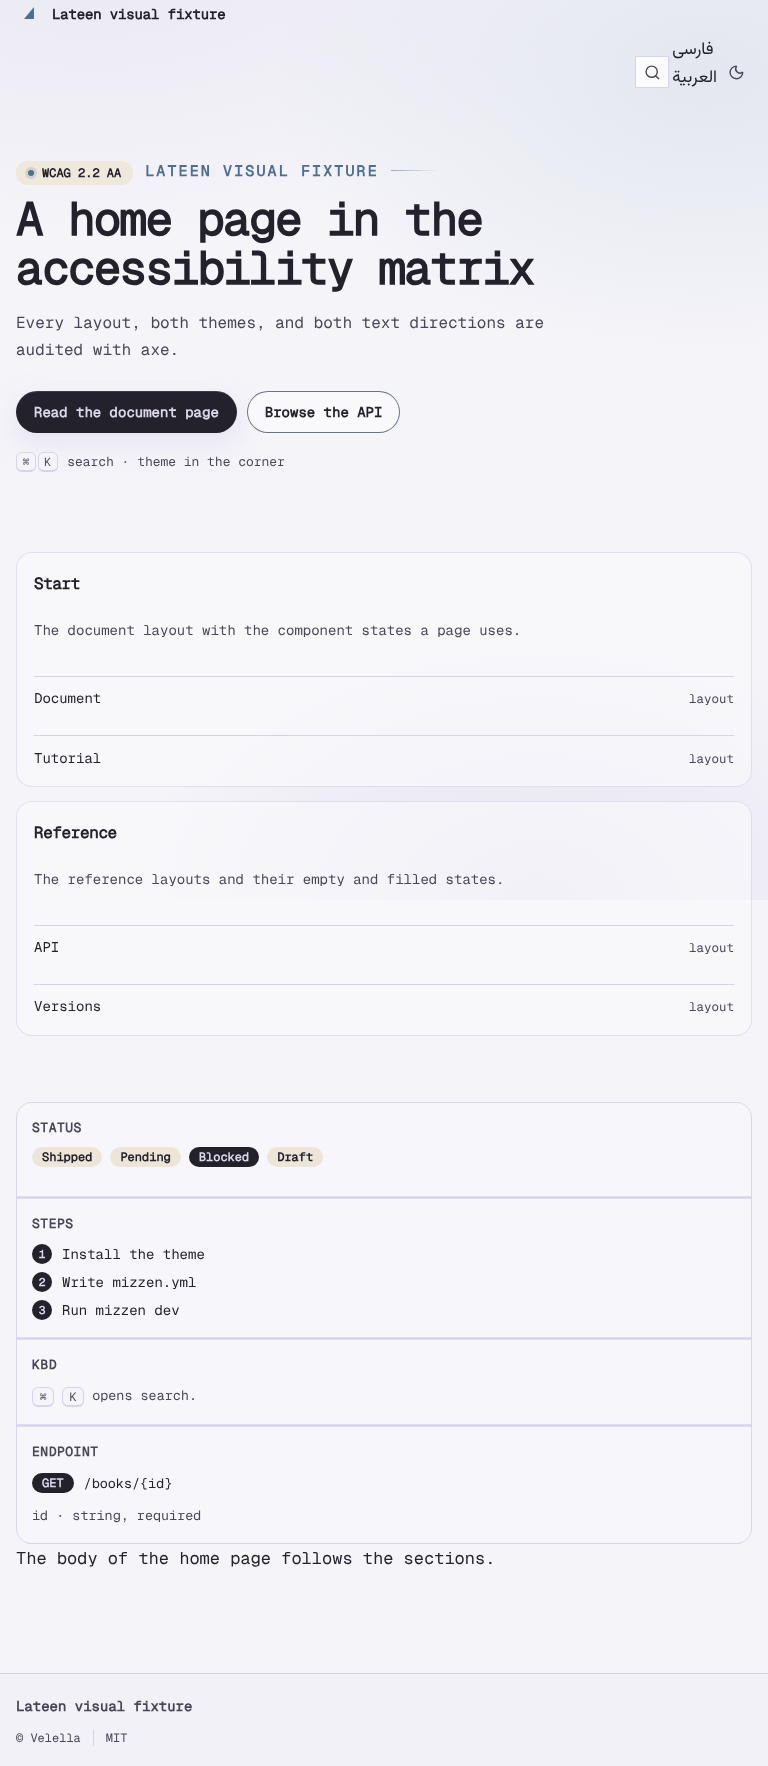 Lateen visual fixture
فارسی
العربية
WCAG 2.2 AA
LATEEN VISUAL FIXTURE
A home page in the
accessibility matrix
Every layout, both themes, and both text directions are
audited with axe.
Read the document page
Browse the API
⌘ K search · theme in the corner
Start
The document layout with the component states a page uses.
Document layout
Tutorial layout
Reference
The reference layouts and their empty and filled states.
API layout
Versions layout
STATUS
Shipped Pending Blocked Draft
STEPS
1 Install the theme
2 Write mizzen.yml
3 Run mizzen dev
KBD
⌘ K opens search.
ENDPOINT
GET /books/{id}
id · string, required
The body of the home page follows the sections.
Lateen visual fixture
© Velella MIT